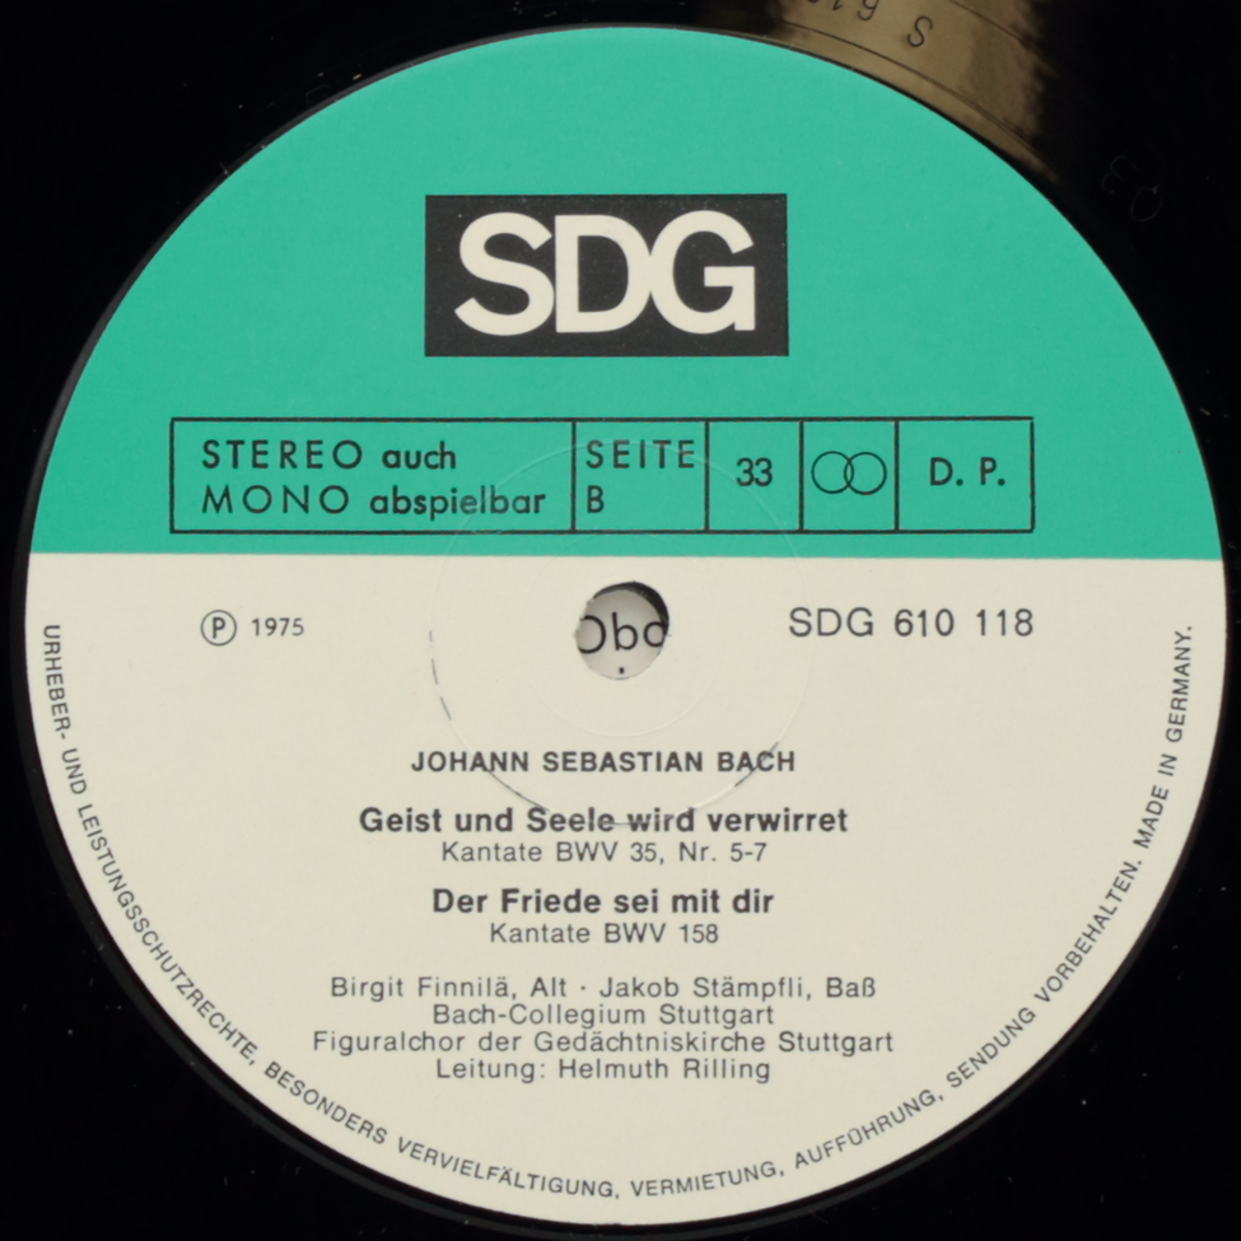 SDG
STEREO auch
MONO abspielbar
SEITE
B
33
D. P.
Ⓟ 1975
SDG 610 118
JOHANN SEBASTIAN BACH
Geist und Seele wird verwirret
Kantate BWV 35, Nr. 5-7
Der Friede sei mit dir
Kantate BWV 158
Birgit Finnilä, Alt · Jakob Stämpfli, Baß
Bach-Collegium Stuttgart
Figuralchor der Gedächtniskirche Stuttgart
Leitung: Helmuth Rilling
URHEBER- UND LEISTUNGSSCHUTZRECHTE, BESONDERS VERVIELFÄLTIGUNG, VERMIETUNG, AUFFÜHRUNG, SENDUNG VORBEHALTEN. MADE IN GERMANY.